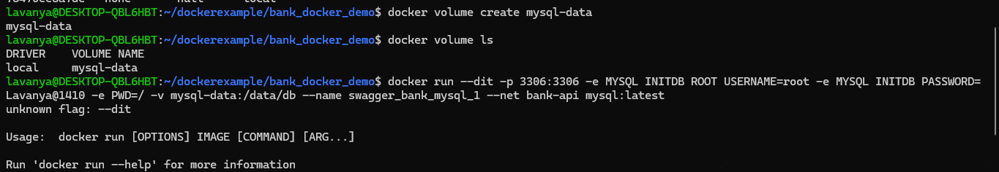 lavanya@DESKTOP-QBL6HBT:~/dockerexample/bank_docker_demo$ docker volume create mysql-data
mysql-data
lavanya@DESKTOP-QBL6HBT:~/dockerexample/bank_docker_demo$ docker volume ls
DRIVER    VOLUME NAME
local     mysql-data
lavanya@DESKTOP-QBL6HBT:~/dockerexample/bank_docker_demo$ docker run --dit -p 3306:3306 -e MYSQL INITDB ROOT USERNAME=root -e MYSQL INITDB PASSWORD=
Lavanya@1410 -e PWD=/ -v mysql-data:/data/db --name swagger_bank_mysql_1 --net bank-api mysql:latest
unknown flag: --dit
Usage:  docker run [OPTIONS] IMAGE [COMMAND] [ARG...]
Run 'docker run --help' for more information